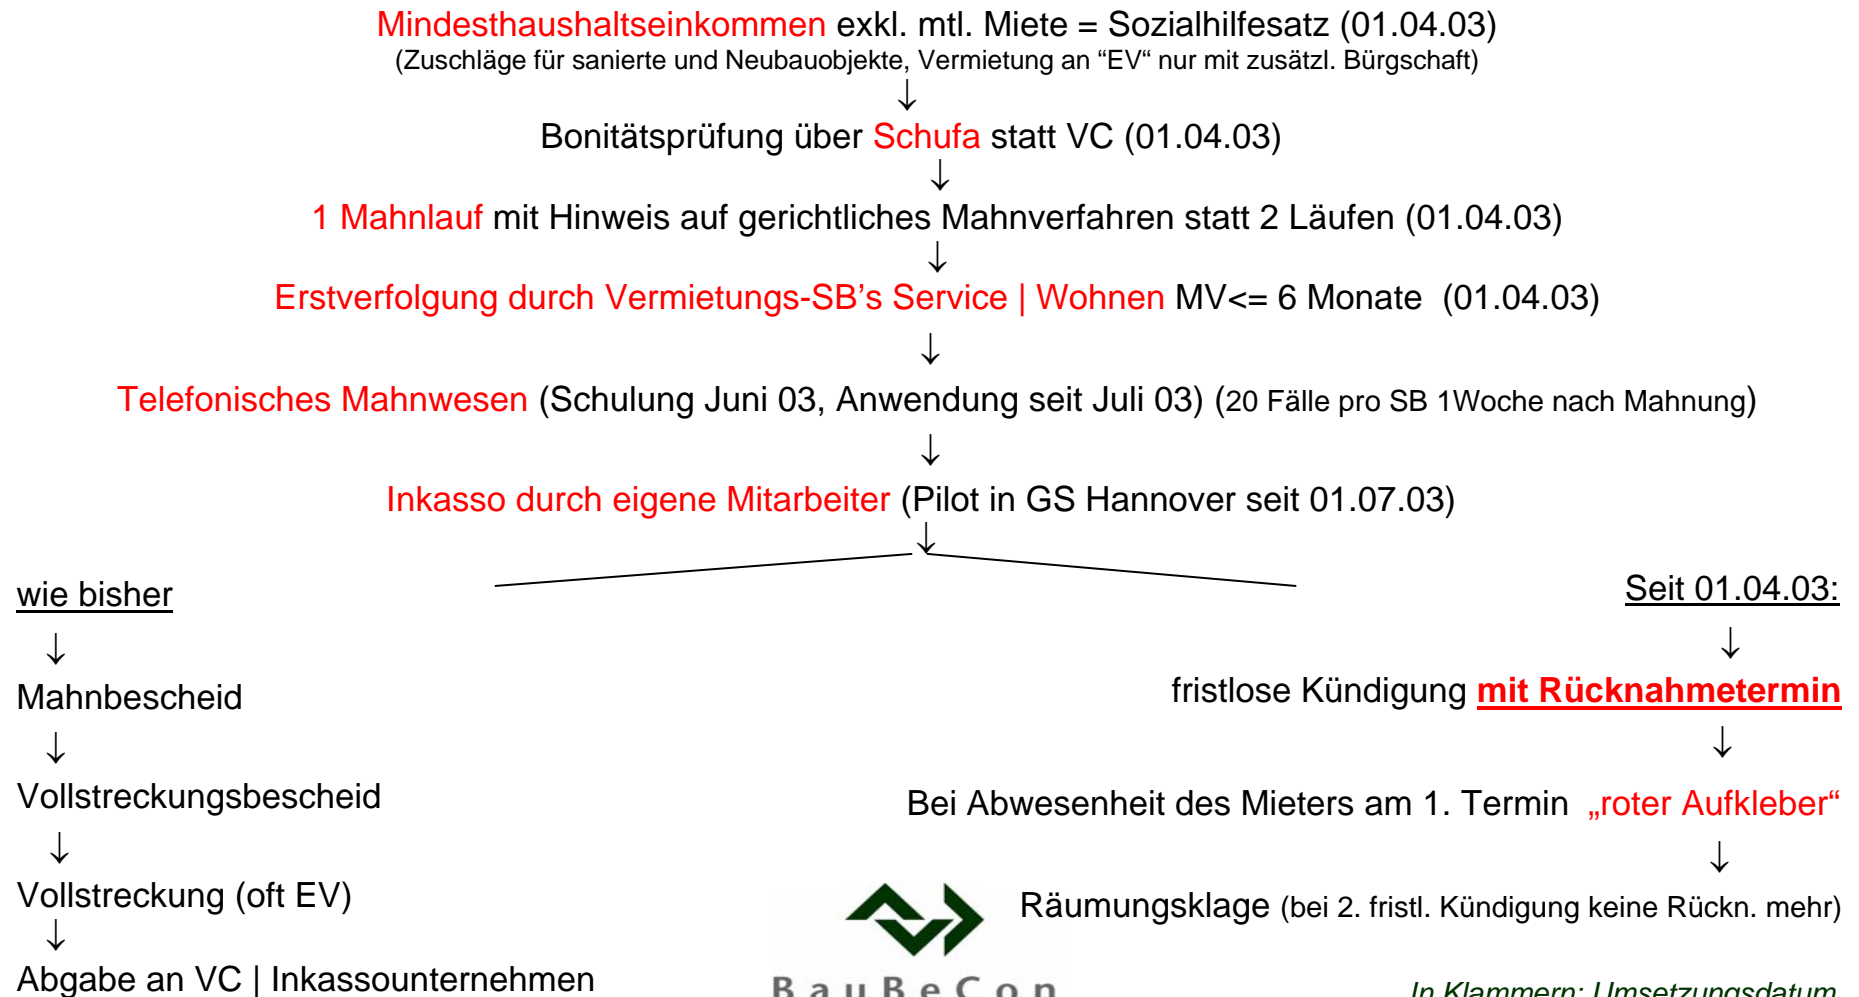 Mindesthaushaltseinkommen exkl. mtl. Miete = Sozialhilfesatz (01.04.03)
(Zuschläge für sanierte und Neubauobjekte, Vermietung an “EV“ nur mit zusätzl. Bürgschaft)
↓
Bonitätsprüfung über Schufa statt VC (01.04.03)
↓
1 Mahnlauf mit Hinweis auf gerichtliches Mahnverfahren statt 2 Läufen (01.04.03)
↓
Erstverfolgung durch Vermietungs-SB’s Service | Wohnen MV<= 6 Monate (01.04.03)
↓
Telefonisches Mahnwesen (Schulung Juni 03, Anwendung seit Juli 03) (20 Fälle pro SB 1Woche nach Mahnung)
↓
Inkasso durch eigene Mitarbeiter (Pilot in GS Hannover seit 01.07.03)
↓
wie bisher
↓
Mahnbescheid
↓
Vollstreckungsbescheid
↓
Vollstreckung (oft EV)
↓
Abgabe an VC | Inkassounternehmen
Seit 01.04.03:
↓
fristlose Kündigung mit Rücknahmetermin
↓
Bei Abwesenheit des Mieters am 1. Termin „roter Aufkleber“
↓
Räumungsklage (bei 2. fristl. Kündigung keine Rückn. mehr)
BauBeCon
In Klammern: Umsetzungsdatum